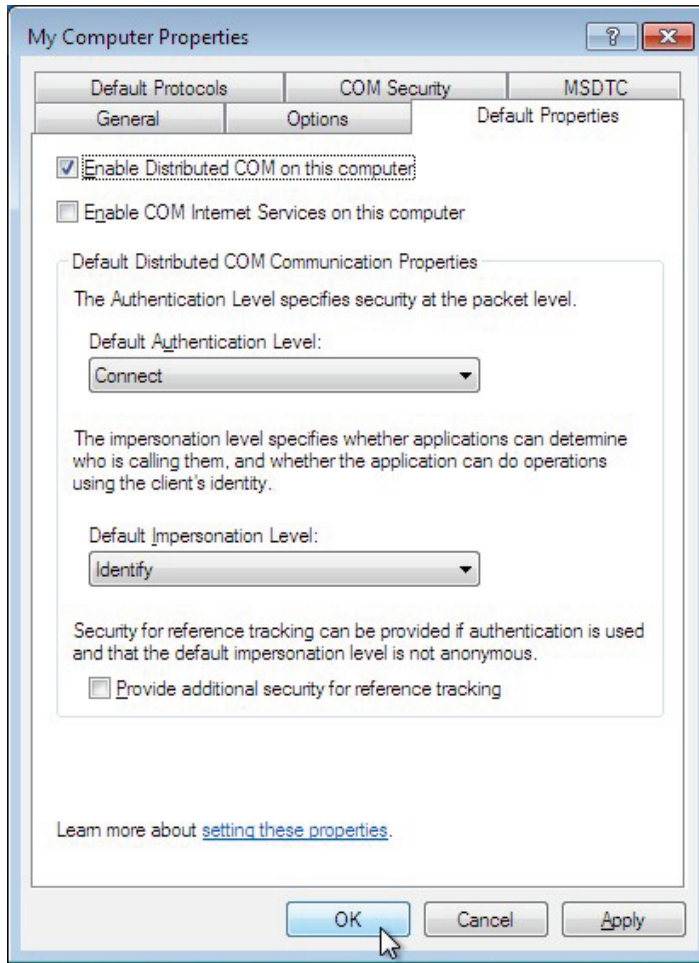 My Computer Properties
Default Protocols
COM Security
MSDTC
General
Options
Default Properties
Enable Distributed COM on this computer
Enable COM Internet Services on this computer
Default Distributed COM Communication Properties
The Authentication Level specifies security at the packet level.
Default Authentication Level:
Connect
The impersonation level specifies whether applications can determine
who is calling them, and whether the application can do operations
using the client's identity.
Default Impersonation Level:
Identify
Security for reference tracking can be provided if authentication is used
and that the default impersonation level is not anonymous.
Provide additional security for reference tracking
Learn more about setting these properties.
OK
Cancel
Apply